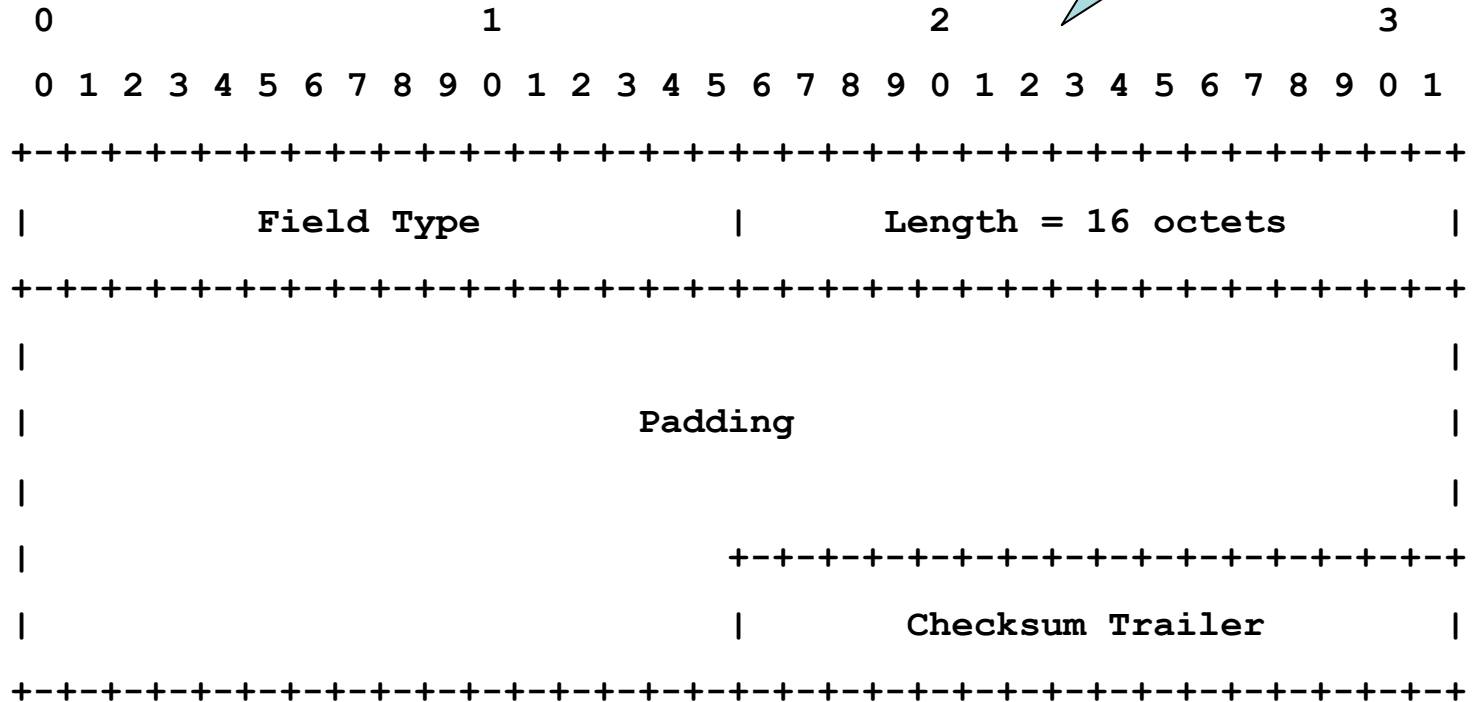 0                   1                   2                   3
 0 1 2 3 4 5 6 7 8 9 0 1 2 3 4 5 6 7 8 9 0 1 2 3 4 5 6 7 8 9 0 1
+-+-+-+-+-+-+-+-+-+-+-+-+-+-+-+-+-+-+-+-+-+-+-+-+-+-+-+-+-+-+-+-+
|          Field Type           |      Length = 16 octets       |
+-+-+-+-+-+-+-+-+-+-+-+-+-+-+-+-+-+-+-+-+-+-+-+-+-+-+-+-+-+-+-+-+
|                                                               |
|                           Padding                             |
|                                                               |
|                               +-+-+-+-+-+-+-+-+-+-+-+-+-+-+-+-+
|                               |       Checksum Trailer        |
+-+-+-+-+-+-+-+-+-+-+-+-+-+-+-+-+-+-+-+-+-+-+-+-+-+-+-+-+-+-+-+-+